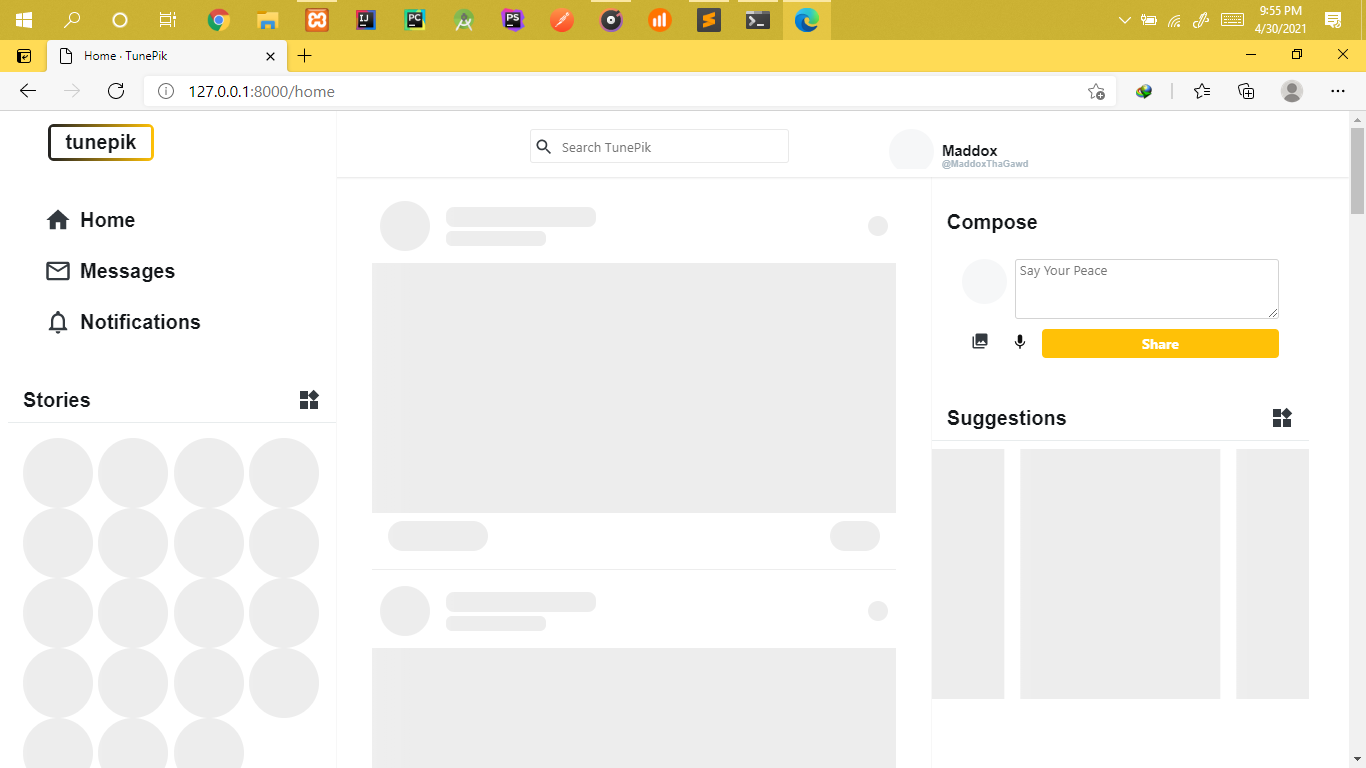 9:55 PM
4/30/2021
Home · TunePik
127.0.0.1:8000/home
tunepik
Search TunePik
Maddox
@MaddoxThaGawd
Home
Messages
Notifications
Stories
Compose
Say Your Peace
Share
Suggestions